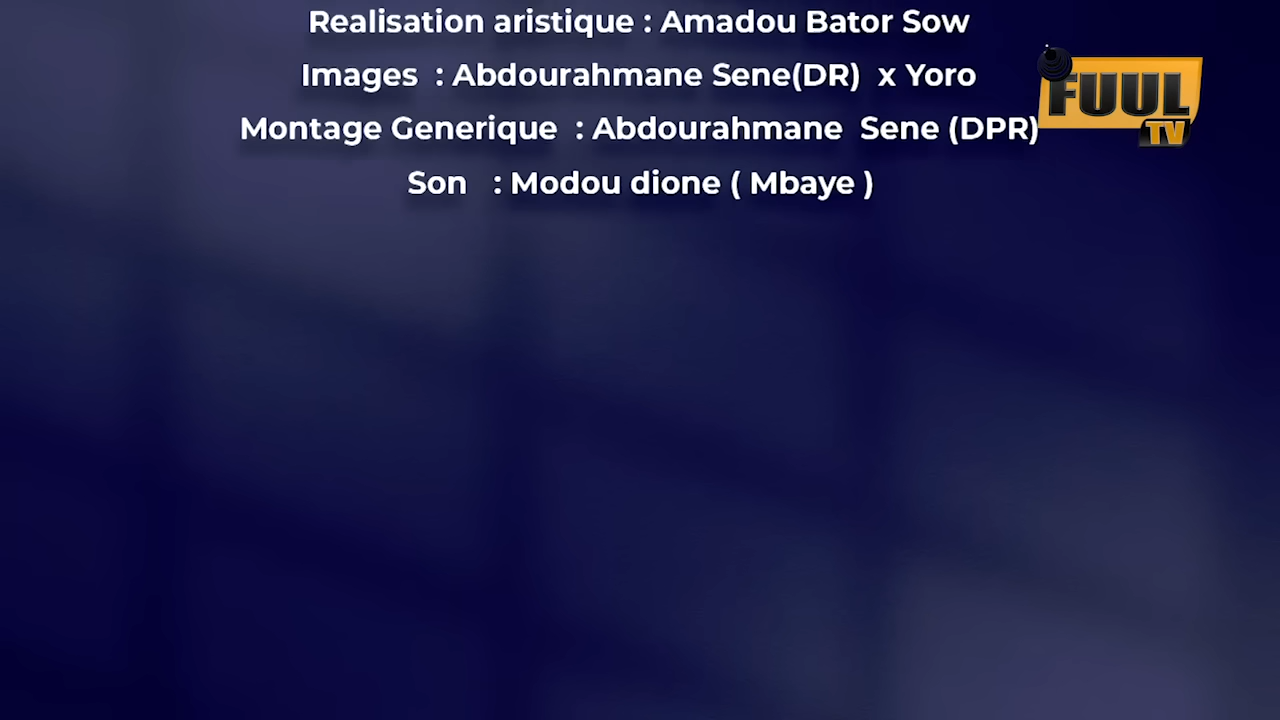 Realisation aristique : Amadou Bator Sow
Images : Abdourahmane Sene(DR) x Yoro
Montage Generique : Abdourahmane Sene (DPR)
Son : Modou dione ( Mbaye )
FUUL
TV